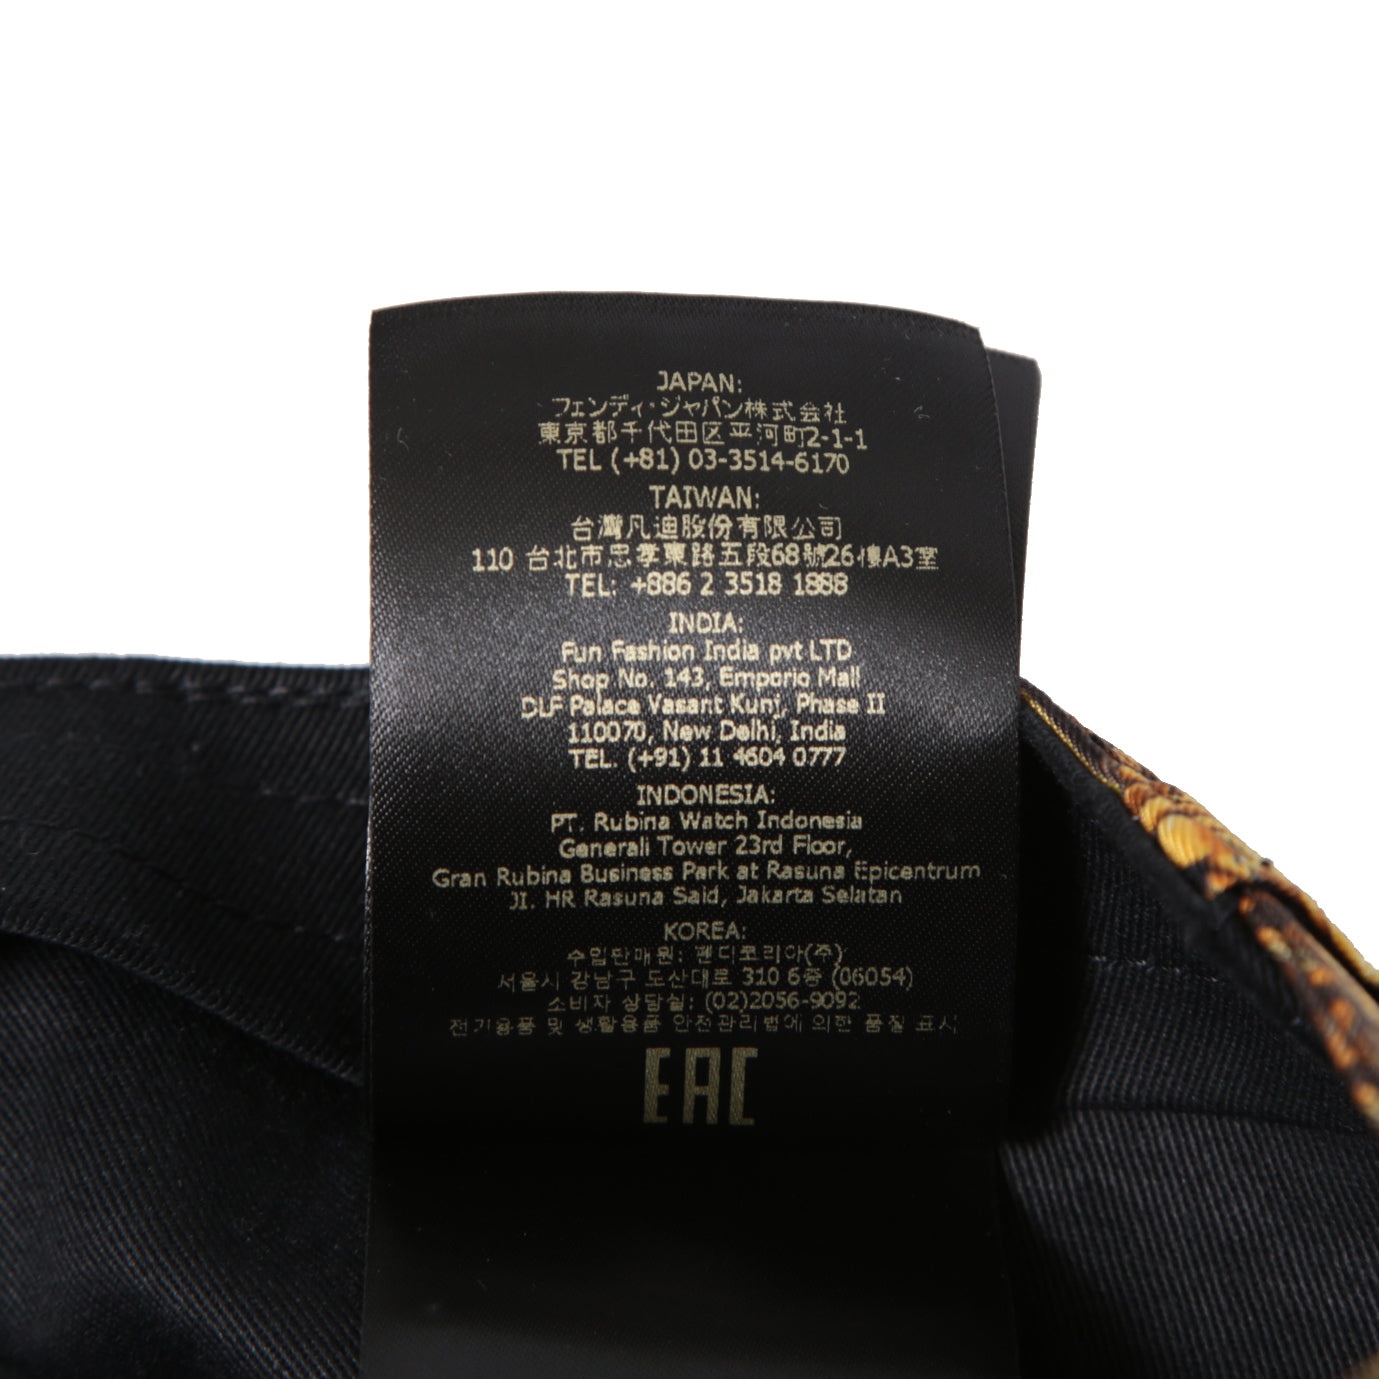 JAPAN:
フェンディ・ジャパン株式会社
東京都千代田区平河町2-1-1
TEL (+81) 03-3514-6170
TAIWAN:
台灣凡迪股份有限公司
110 台北市忠孝東路五段68號26樓A3室
TEL: +886 2 3518 1888
INDIA:
Fun Fashion India pvt LTD
Shop No. 143, Emporio Mall
DLF Palaca Vasant Kunj, Phase II
110070, New Delhi, India
TEL. (+91) 11 4604 0777
INDONESIA:
PT. Rubina Watch Indonesia
Generali Tower 23rd Floor,
Gran Rubina Business Park at Rasuna Epicentrum
JI. HR Rasuna Said, Jakarta Selatan
KOREA:
수입판매원: 펜디코리아(주)
서울시 강남구 도산대로 310 6층 (06054)
소비자 상담실: (02)2056-9092
전기용품 및 생활용품 안전관리법에 의한 품질 표시
EAC